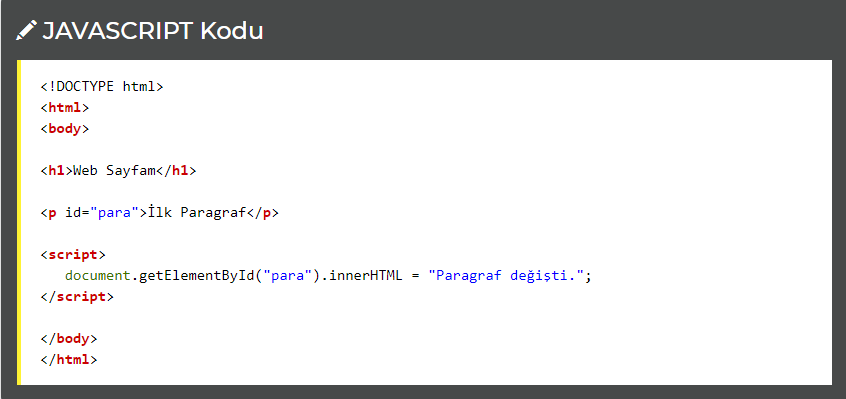 JAVASCRIPT Kodu
<!DOCTYPE html>
<html>
<body>
<h1>Web Sayfam</h1>
<p id="para">İlk Paragraf</p>
<script>
document.getElementById("para").innerHTML = "Paragraf değişti.";
</script>
</body>
</html>